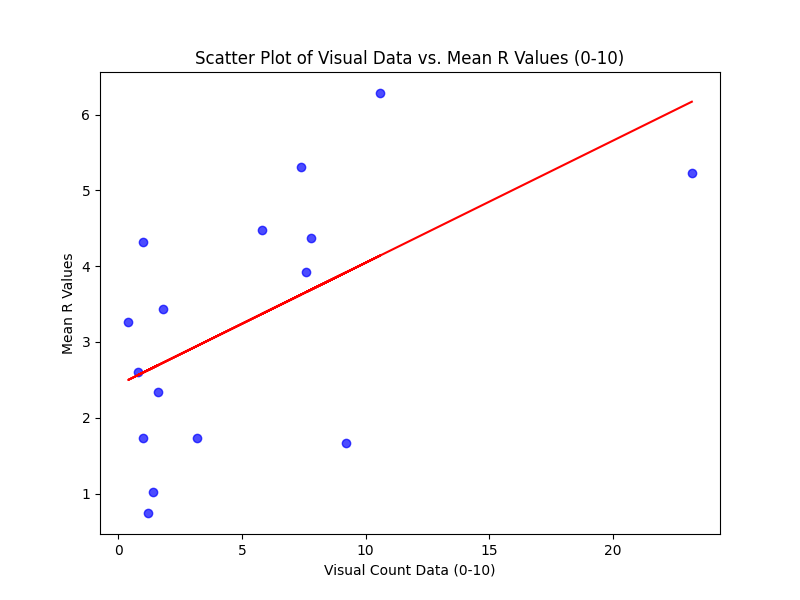 Scatter Plot of Visual Data vs. Mean R Values (0-10)
6
5
4
3
2
1
Mean R Values
0 5 10 15 20
Visual Count Data (0-10)